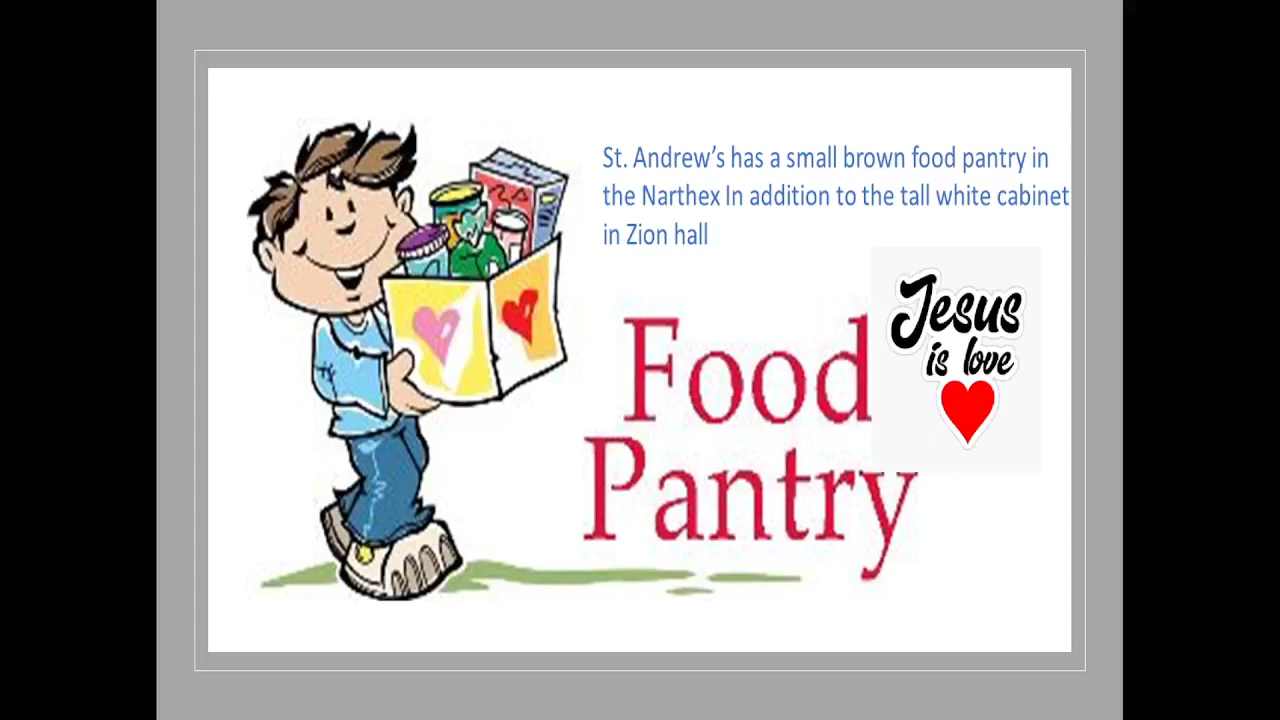 St. Andrew's has a small brown food pantry in
the Narthex In addition to the tall white cabinet
in Zion hall
Jesus
is love
Food
Pantry